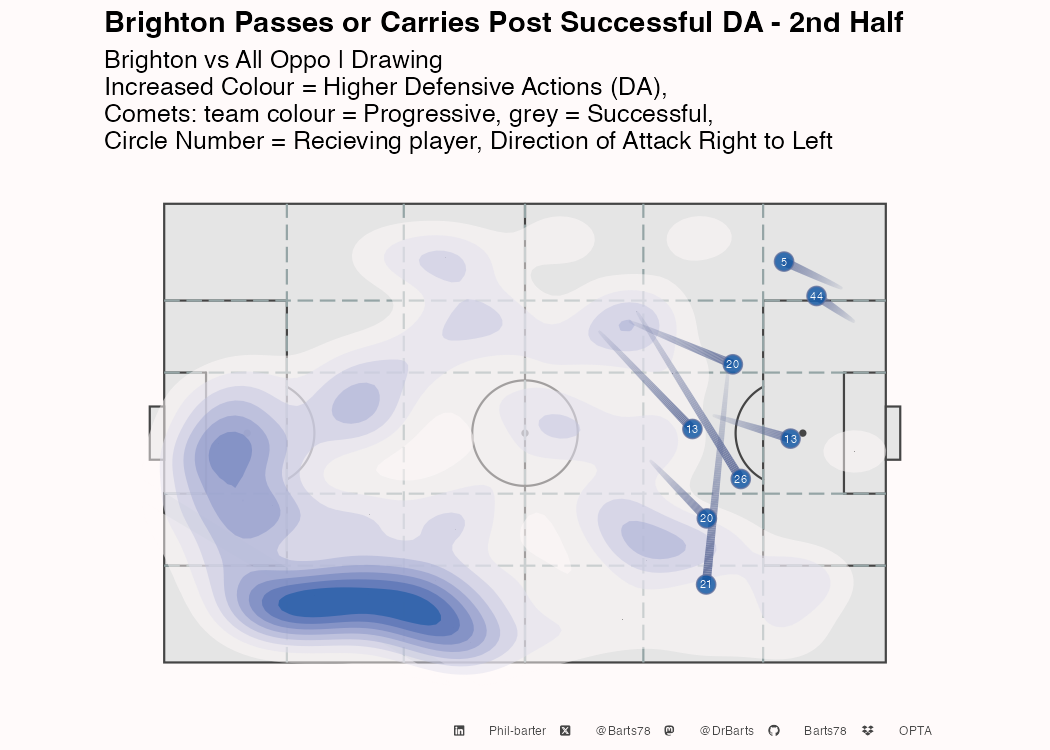 Brighton Passes or Carries Post Successful DA - 2nd Half
Brighton vs All Oppo | Drawing
Increased Colour = Higher Defensive Actions (DA),
Comets: team colour = Progressive, grey = Successful,
Circle Number = Recieving player, Direction of Attack Right to Left
5
44
20
13
13
26
20
21
Phil-barter @Barts78 @DrBarts Barts78 OPTA